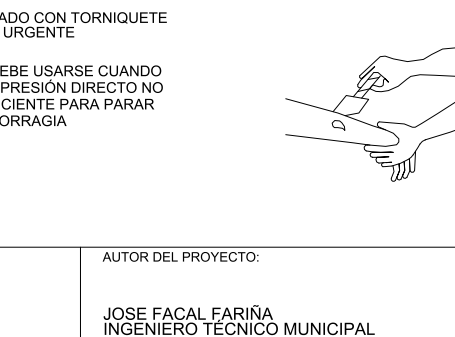 ADO CON TORNIQUETE
URGENTE
EBE USARSE CUANDO
PRESIÓN DIRECTO NO
CIENTE PARA PARAR
ORRAGIA
AUTOR DEL PROYECTO:
JOSE FACAL FARIÑA
INGENIERO TÉCNICO MUNICIPAL